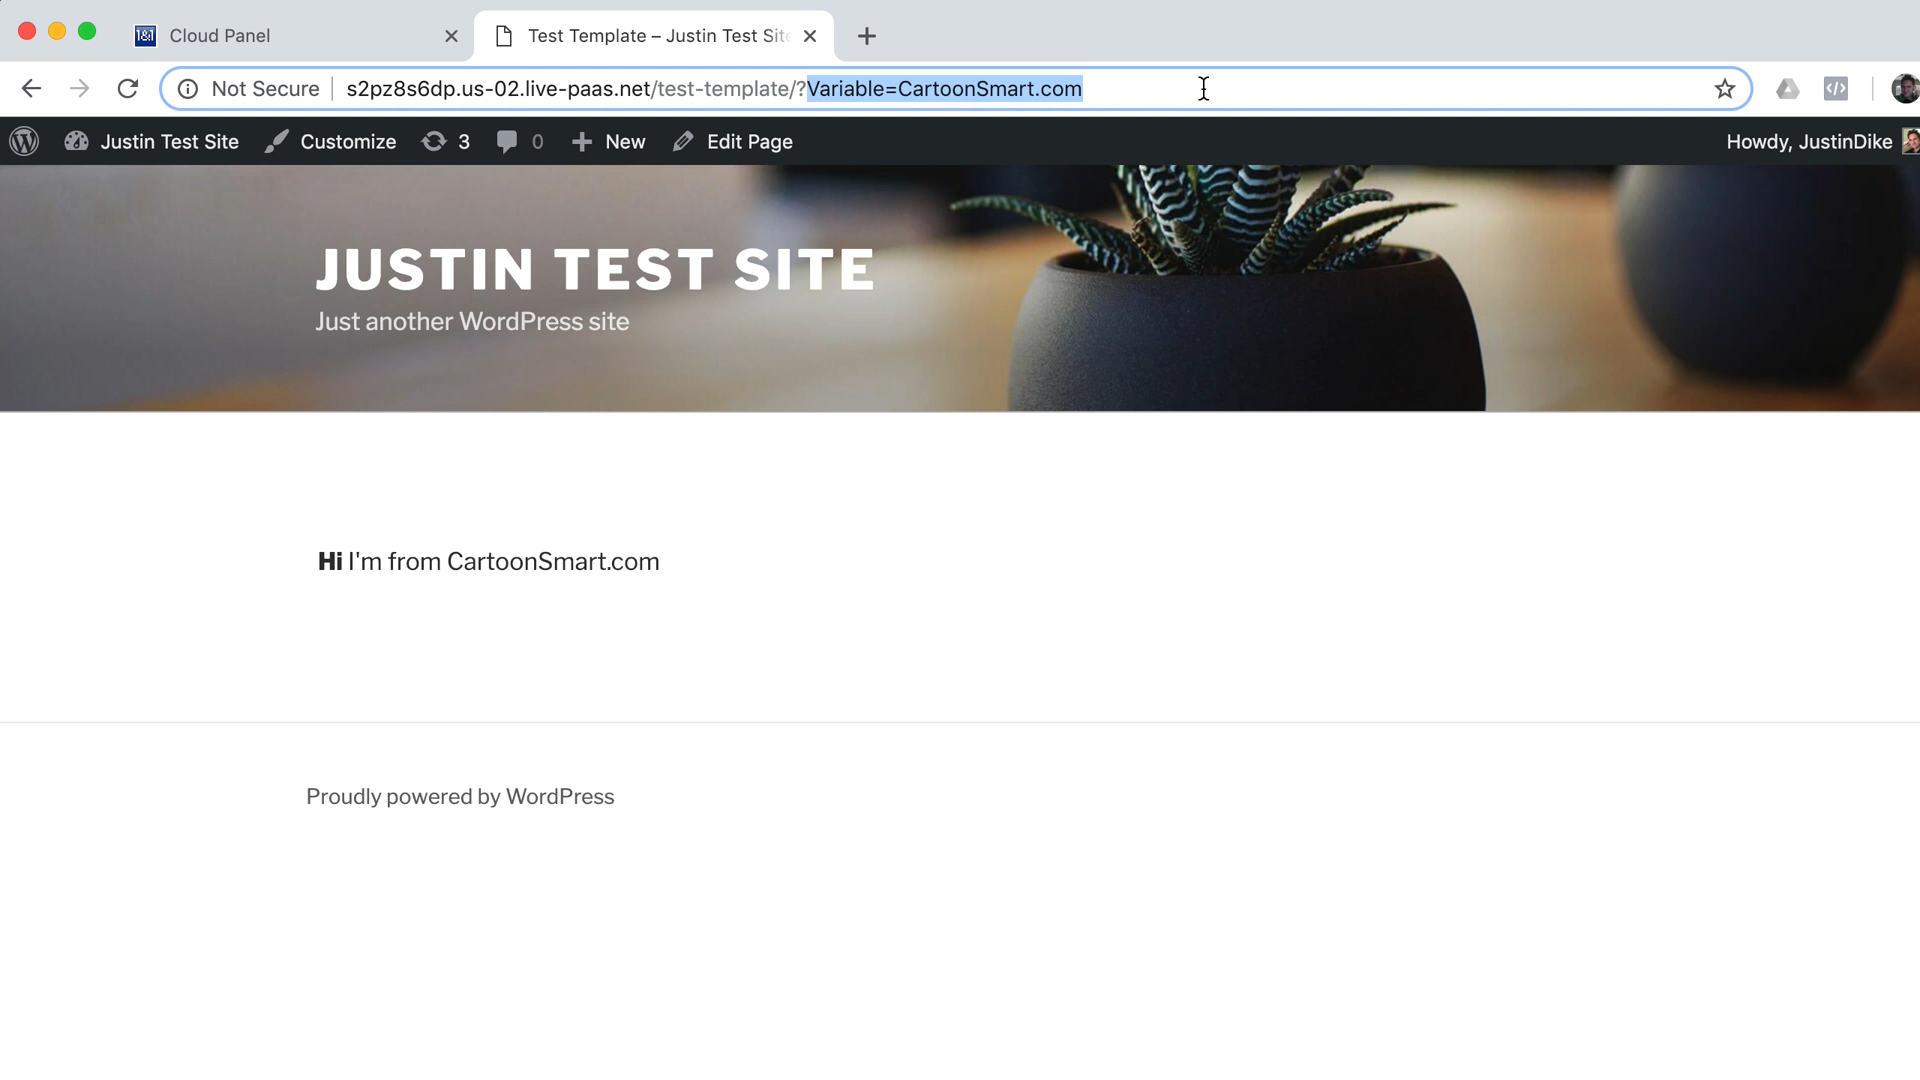 1&1 Cloud Panel
Test Template – Justin Test Site
Not Secure s2pz8s6dp.us-02.live-paas.net/test-template/?Variable=CartoonSmart.com
Justin Test Site Customize 3 0 New Edit Page Howdy, JustinDike
JUSTIN TEST SITE
Just another WordPress site
Hi I'm from CartoonSmart.com
Proudly powered by WordPress